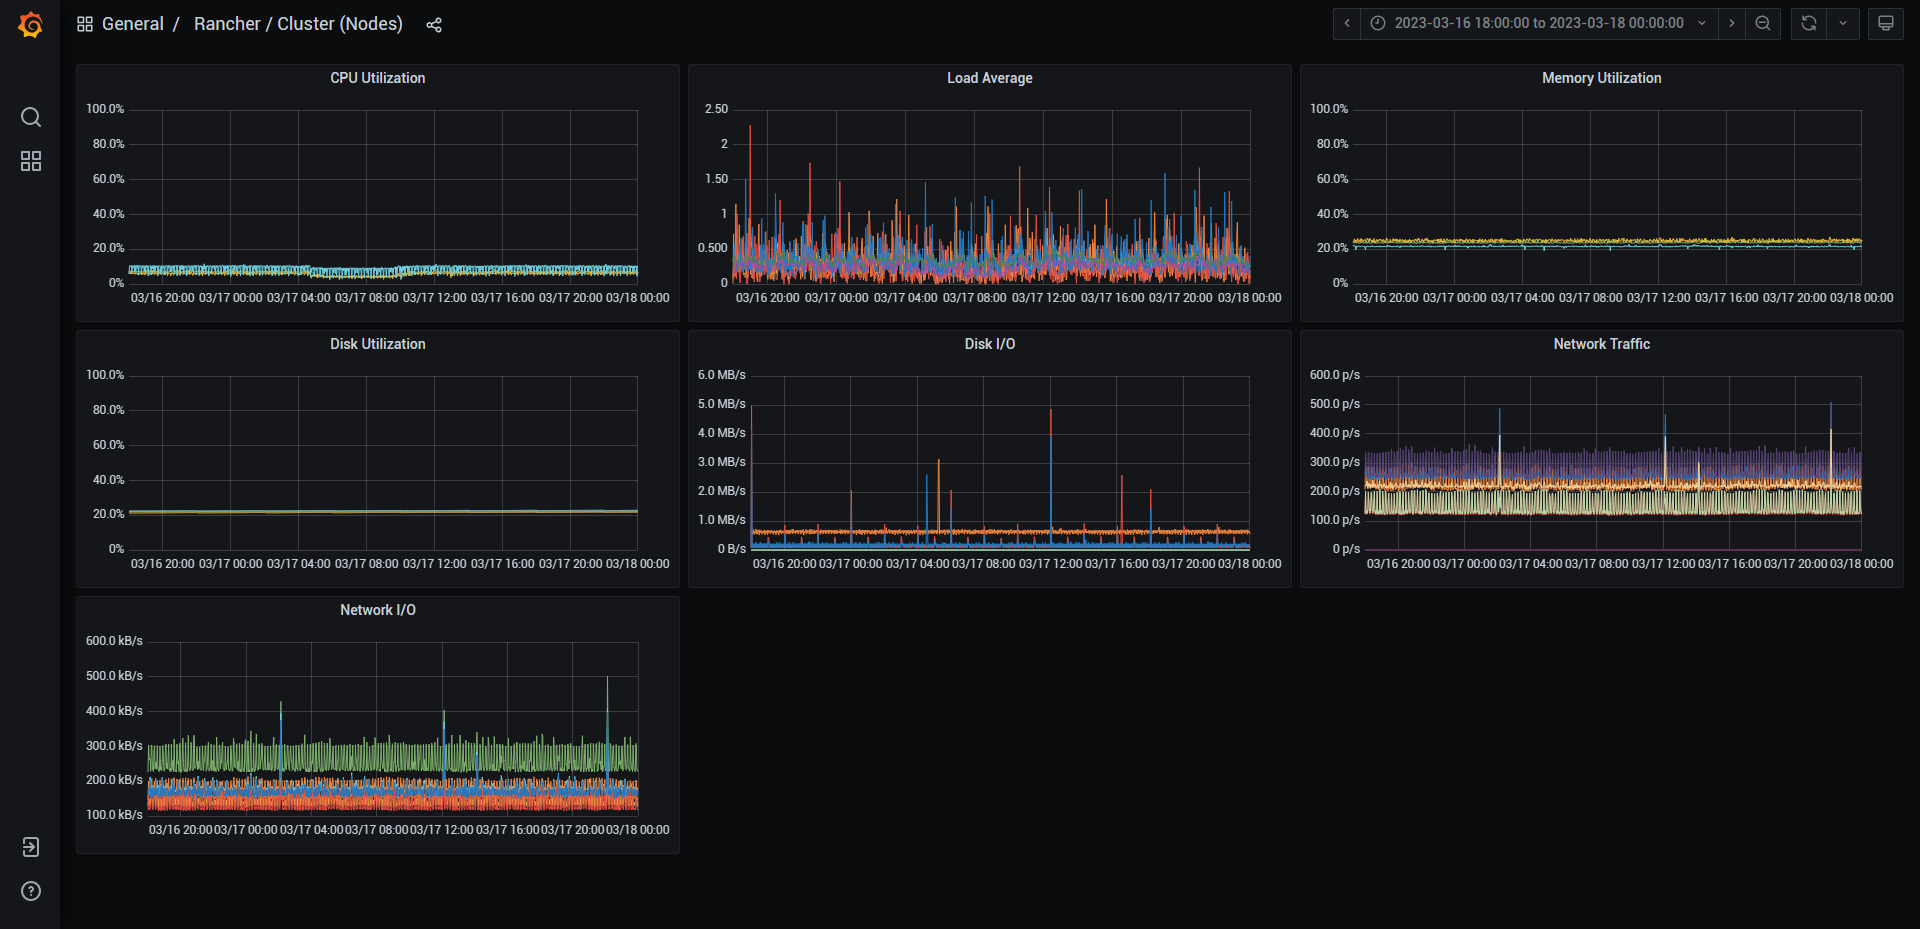 General / Rancher / Cluster (Nodes)
2023-03-16 18:00:00 to 2023-03-18 00:00:00
CPU Utilization
100.0%
80.0%
60.0%
40.0%
20.0%
0%
03/16 20:00 03/17 00:00 03/17 04:00 03/17 08:00 03/17 12:00 03/17 16:00 03/17 20:00 03/18 00:00
Load Average
2.50
2
1.50
1
0.500
0
03/16 20:00 03/17 00:00 03/17 04:00 03/17 08:00 03/17 12:00 03/17 16:00 03/17 20:00 03/18 00:00
Memory Utilization
100.0%
80.0%
60.0%
40.0%
20.0%
0%
03/16 20:00 03/17 00:00 03/17 04:00 03/17 08:00 03/17 12:00 03/17 16:00 03/17 20:00 03/18 00:00
Disk Utilization
100.0%
80.0%
60.0%
40.0%
20.0%
0%
03/16 20:00 03/17 00:00 03/17 04:00 03/17 08:00 03/17 12:00 03/17 16:00 03/17 20:00 03/18 00:00
Disk I/O
6.0 MB/s
5.0 MB/s
4.0 MB/s
3.0 MB/s
2.0 MB/s
1.0 MB/s
0 B/s
03/16 20:00 03/17 00:00 03/17 04:00 03/17 08:00 03/17 12:00 03/17 16:00 03/17 20:00 03/18 00:00
Network Traffic
600.0 p/s
500.0 p/s
400.0 p/s
300.0 p/s
200.0 p/s
100.0 p/s
0 p/s
03/16 20:00 03/17 00:00 03/17 04:00 03/17 08:00 03/17 12:00 03/17 16:00 03/17 20:00 03/18 00:00
Network I/O
600.0 kB/s
500.0 kB/s
400.0 kB/s
300.0 kB/s
200.0 kB/s
100.0 kB/s
03/16 20:00 03/17 00:00 03/17 04:00 03/17 08:00 03/17 12:00 03/17 16:00 03/17 20:00 03/18 00:00